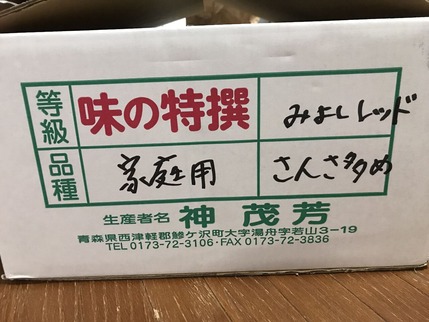 等級 味の特撰 みよしレッド
品種 家庭用 さんさ多め
生産者名 神茂芳
青森県西津軽郡鰺ケ沢町大字湯舟字若山3-19
TEL 0173-72-3106・FAX 0173-72-3836